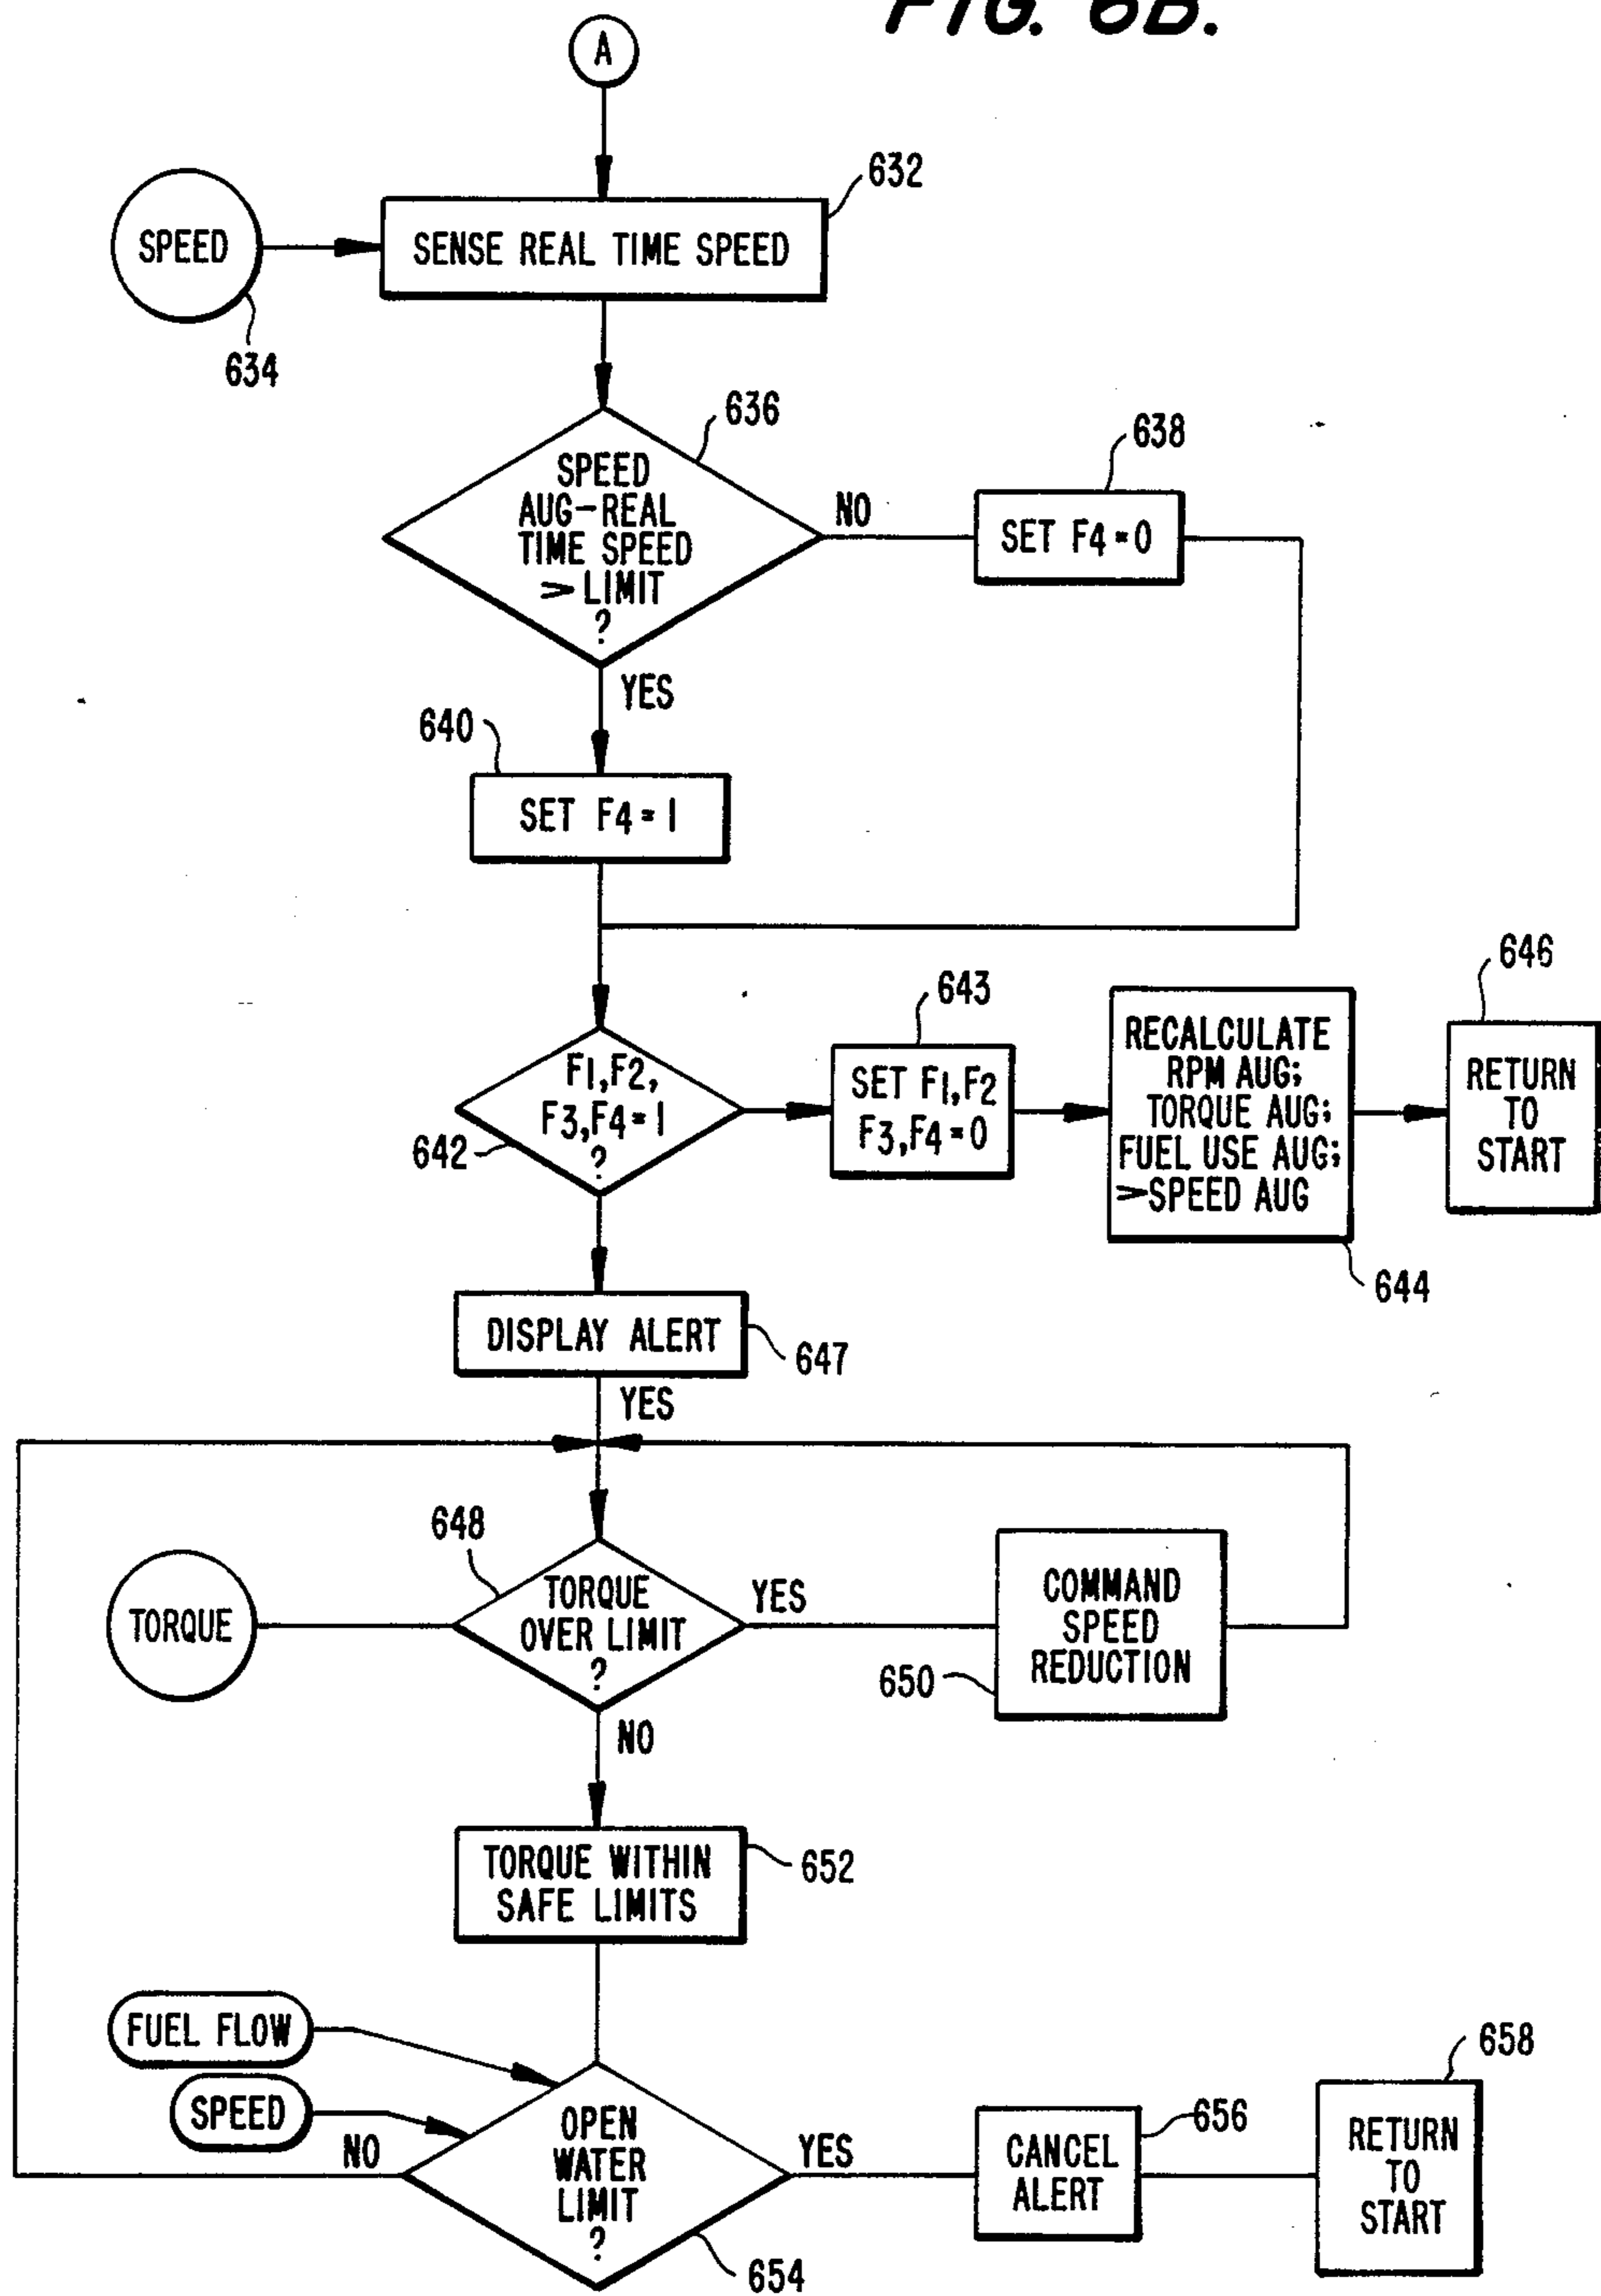 FIG. 6B.
A
632
SPEED
SENSE REAL TIME SPEED
634
636
SPEED
AUG-REAL
TIME SPEED
> LIMIT
?
NO
638
SET F4=0
YES
640
SET F4=1
642
F1,F2,
F3,F4=1
?
643
SET F1,F2
F3,F4=0
RECALCULATE
RPM AUG;
TORQUE AUG;
FUEL USE AUG;
>SPEED AUG
644
646
RETURN
TO
START
DISPLAY ALERT
647
YES
648
TORQUE
TORQUE
OVER LIMIT
?
YES
COMMAND
SPEED
REDUCTION
650
NO
TORQUE WITHIN
SAFE LIMITS
652
FUEL FLOW
SPEED
NO
OPEN
WATER
LIMIT
?
654
YES
656
CANCEL
ALERT
658
RETURN
TO
START